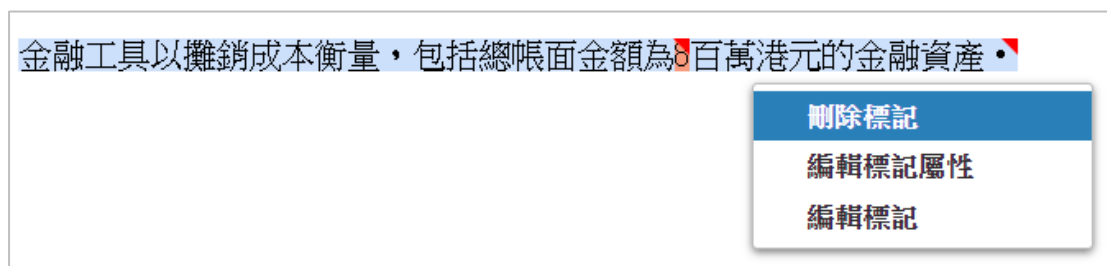 金融工具以攤銷成本衡量，包括總帳面金額為8百萬港元的金融資產•
刪除標記
編輯標記屬性
編輯標記